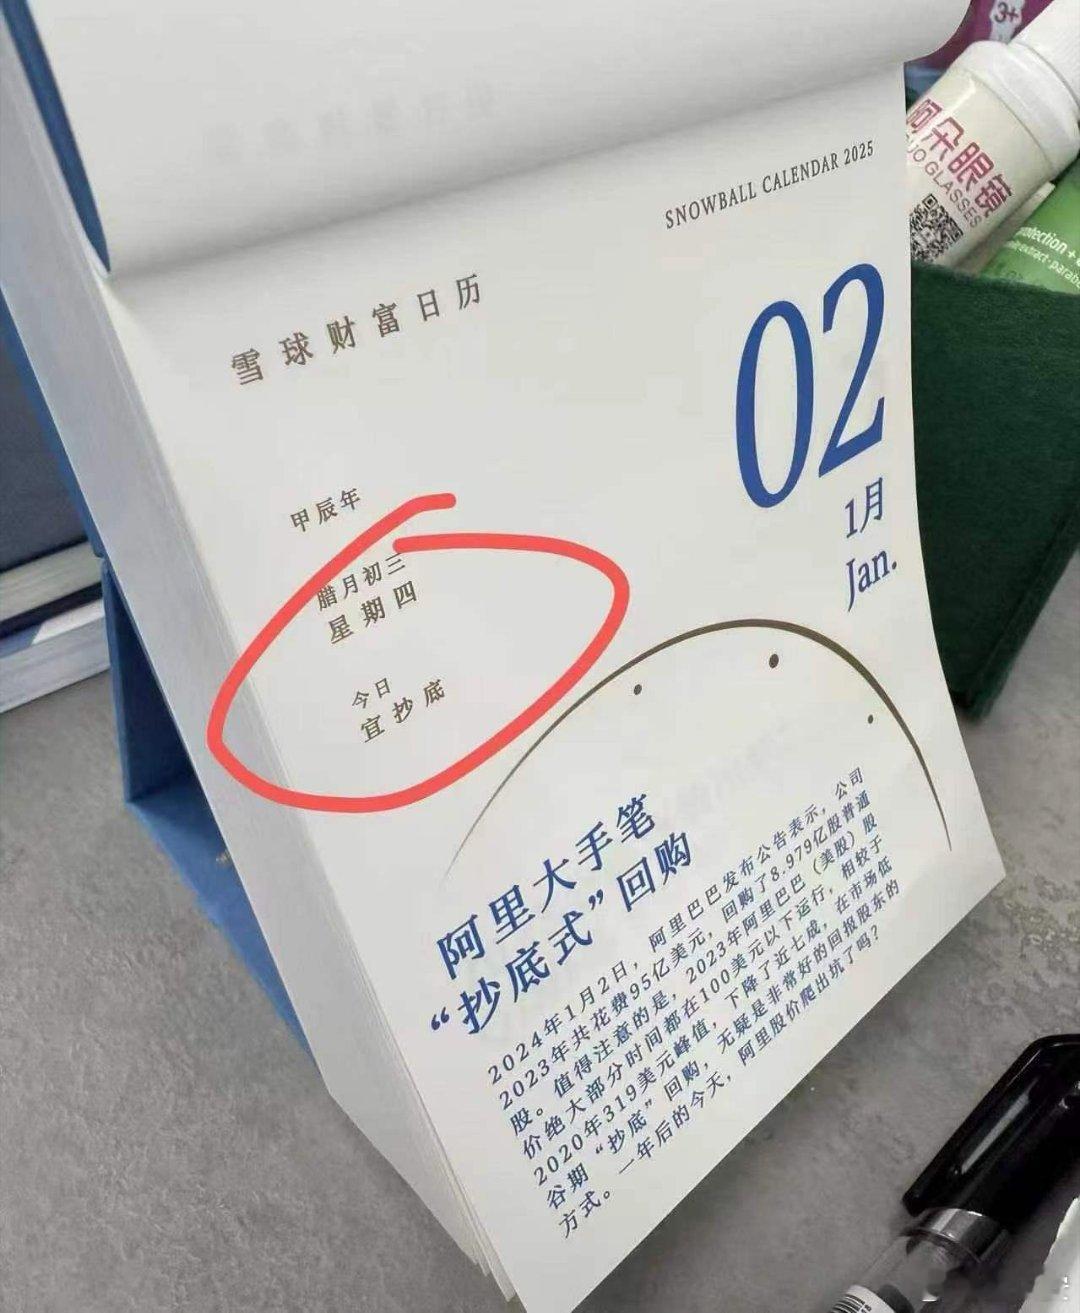 SNOWBALL CALENDAR 2025
雪球财富日历
02
1月
Jan.
甲辰年
腊月初三
星期四
今日
宜抄底
阿里大手笔
“抄底式”回购
2024年1月2日，阿里巴巴发布公告表示，公司
2023年共花费95亿美元，回购了8.979亿股普通
股。值得注意的是，2023年阿里巴巴（美股）股
价绝大部分时间都在100美元以下运行，相较于
2020年319美元峰值，下降了近七成，在市场低
谷期“抄底”回购，无疑是非常好的回报股东的
方式。一年后的今天，阿里股价爬出坑了吗？
3+
阿朵眼镜
UO GLASSES